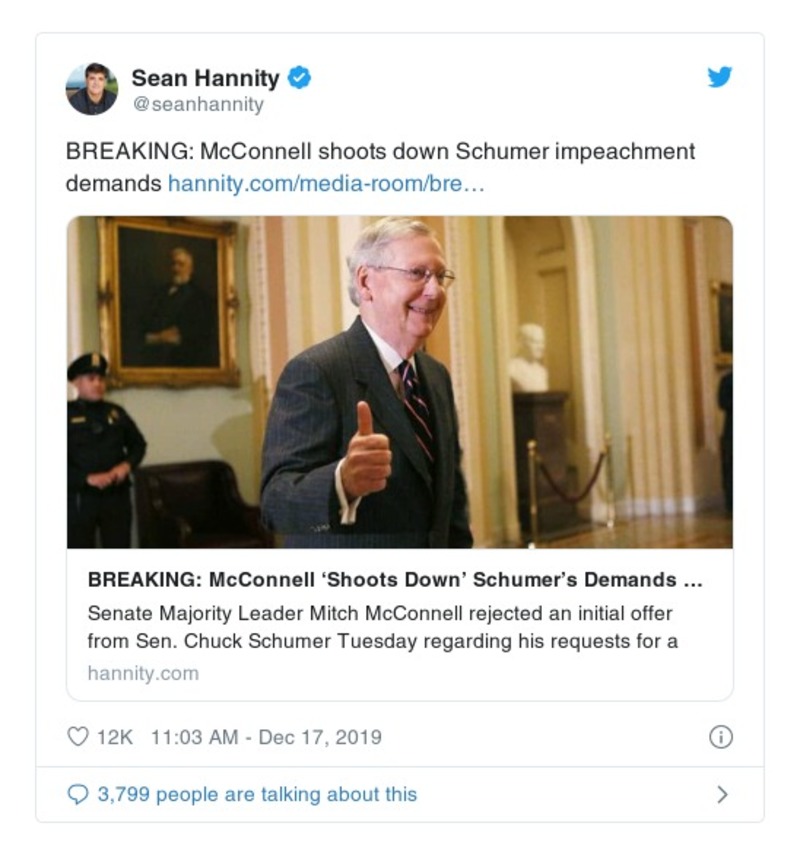 Sean Hannity
@seanhannity
BREAKING: McConnell shoots down Schumer impeachment
demands hannity.com/media-room/bre…
BREAKING: McConnell ‘Shoots Down’ Schumer’s Demands ...
Senate Majority Leader Mitch McConnell rejected an initial offer
from Sen. Chuck Schumer Tuesday regarding his requests for a
hannity.com
12K 11:03 AM - Dec 17, 2019
3,799 people are talking about this